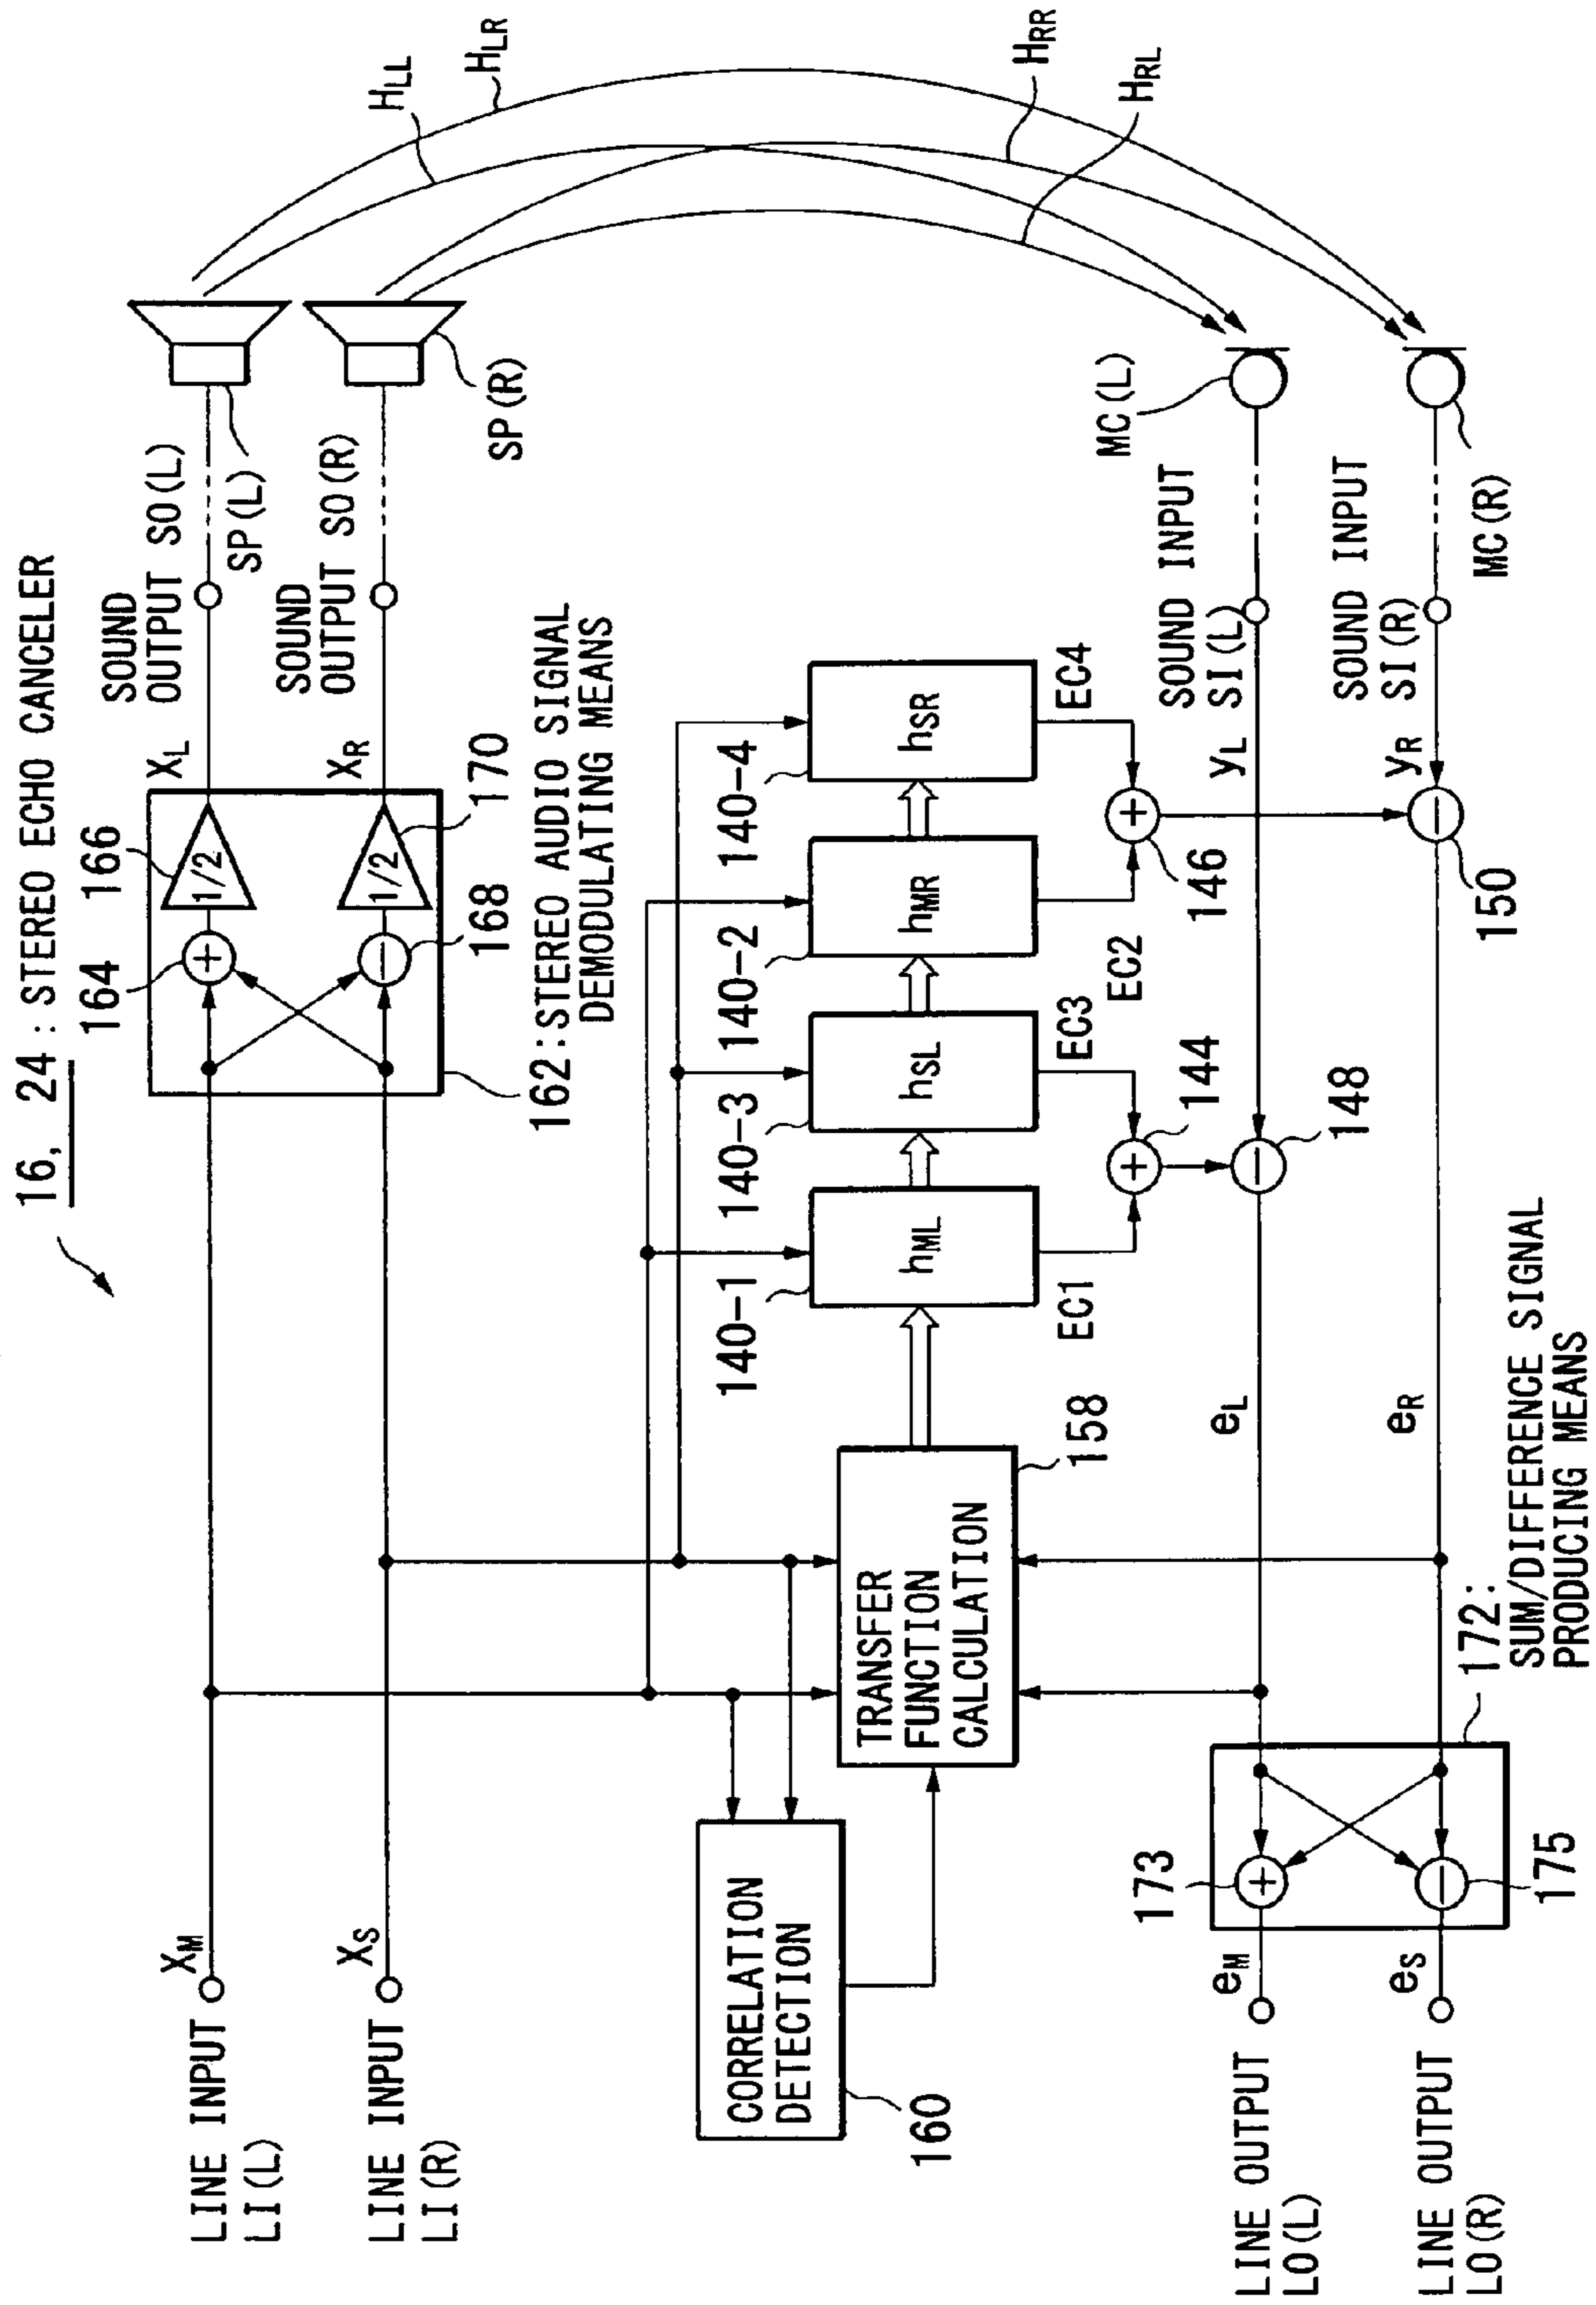 16, 24 : STEREO ECHO CANCELER
164
166
XL
SOUND
OUTPUT SO(L)
SP(L)
HLL
HLR
1/2
+
XR
SOUND
OUTPUT SO(R)
SP(R)
HRR
HRL
1/2
−
168
170
162:STEREO AUDIO SIGNAL
DEMODULATING MEANS
LINE INPUT
LI(L)
XM
LINE INPUT
LI(R)
XS
140-1
140-3
140-2
140-4
hML
hSL
hMR
hSR
EC1
EC3
EC2
EC4
+
144
+
146
CORRELATION
DETECTION
160
TRANSFER
FUNCTION
CALCULATION
158
MC(L)
SOUND INPUT
SI(L)
yL
−
148
eL
SOUND INPUT
SI(R)
MC(R)
yR
−
150
eR
172:
SUM/DIFFERENCE SIGNAL
PRODUCING MEANS
173
+
−
175
eM
LINE OUTPUT
LO(L)
eS
LINE OUTPUT
LO(R)